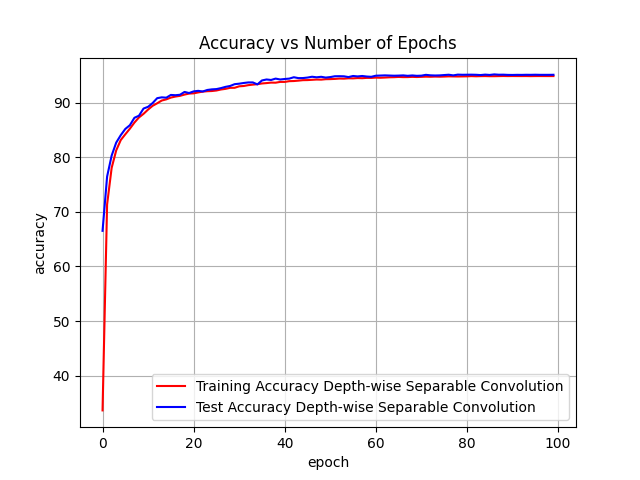 Accuracy vs Number of Epochs
accuracy
90
80
70
60
50
40
Training Accuracy Depth-wise Separable Convolution
Test Accuracy Depth-wise Separable Convolution
0 20 40 60 80 100
epoch